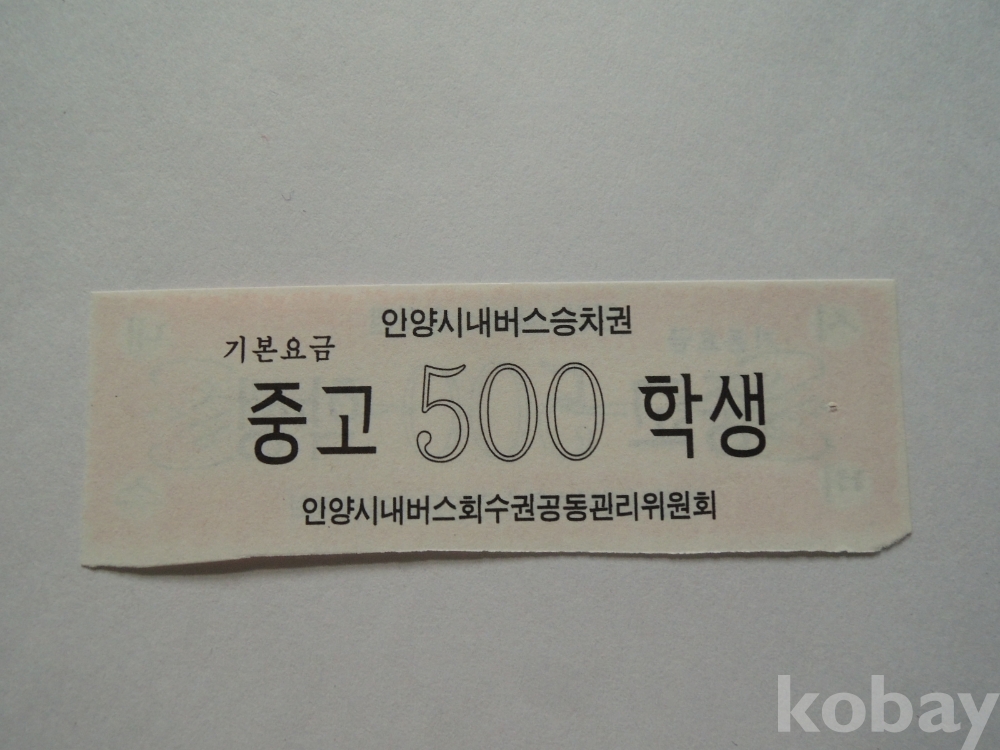 안양시내버스승차권
기본요금
중고 500 학생
안양시내버스회수권공동관리위원회
kobay